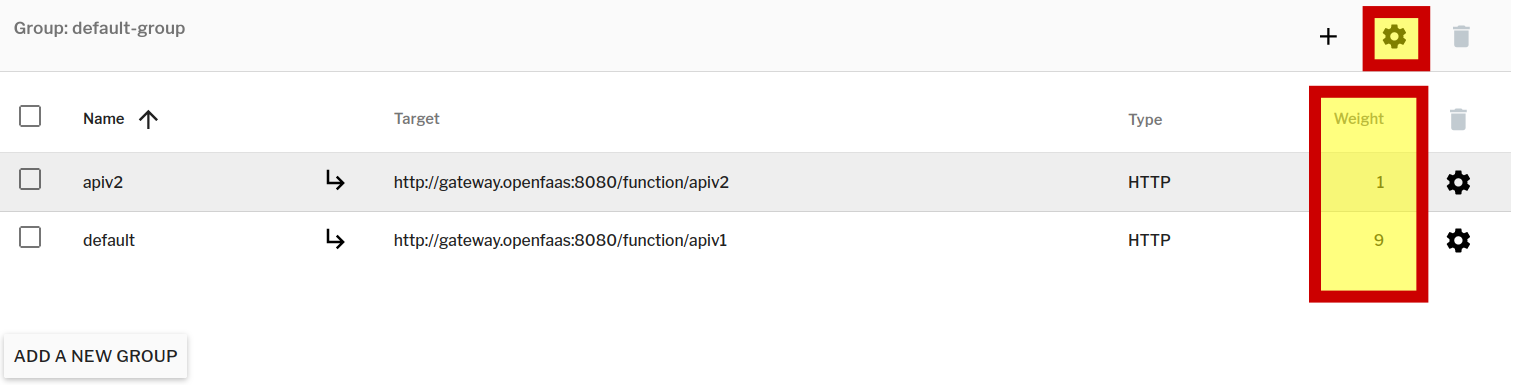 Group: default-group
Name Target Type Weight
apiv2 http://gateway.openfaas:8080/function/apiv2 HTTP 1
default http://gateway.openfaas:8080/function/apiv1 HTTP 9
ADD A NEW GROUP